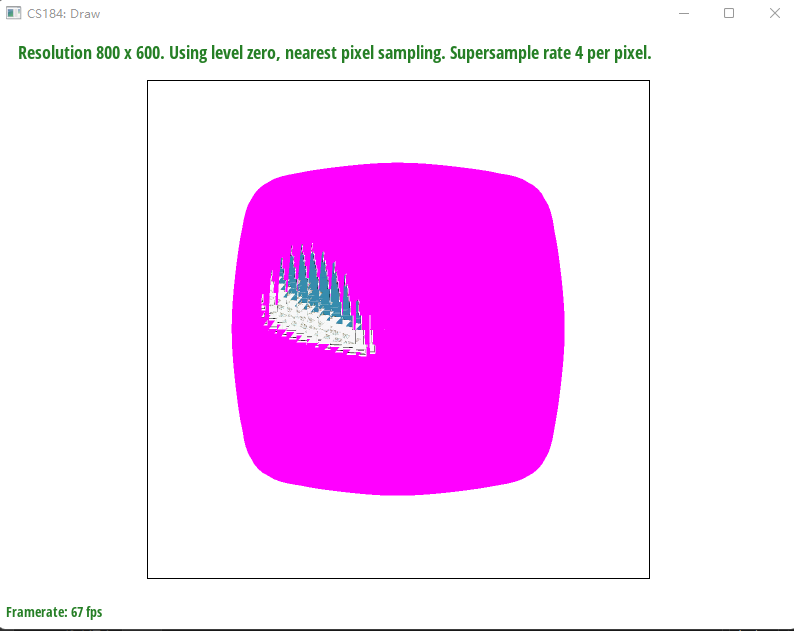 CS184: Draw
Resolution 800 x 600. Using level zero, nearest pixel sampling. Supersample rate 4 per pixel.
Framerate: 67 fps